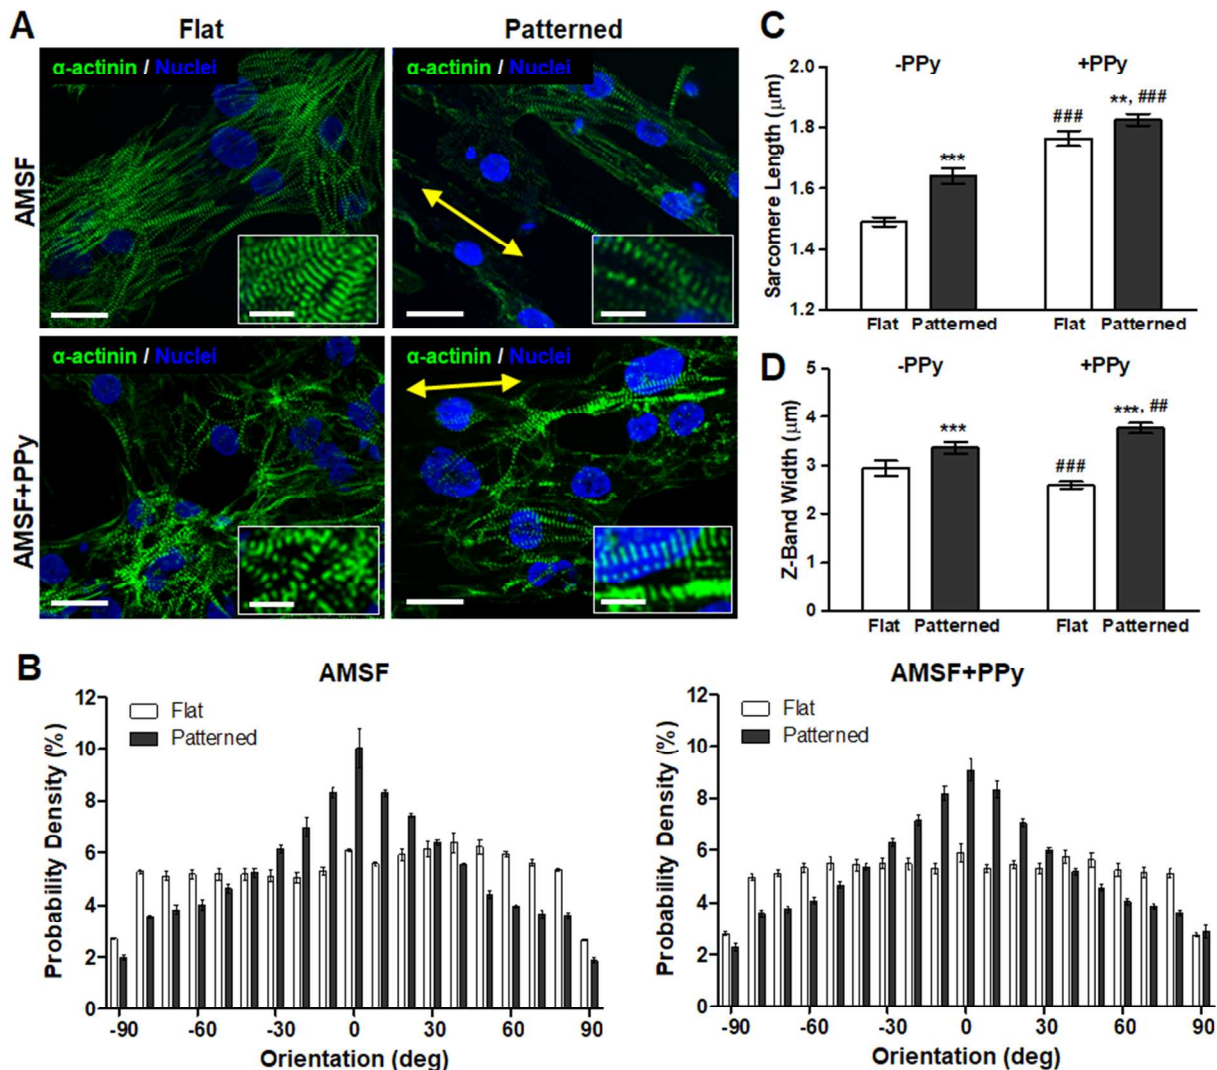 A
Flat
Patterned
AMSF
α-actinin / Nuclei
α-actinin / Nuclei
AMSF+PPy
α-actinin / Nuclei
α-actinin / Nuclei
C
-PPy
+PPy
Sarcomere Length (μm)
2.0
1.8
1.6
1.4
1.2
***
###
**, ###
Flat
Patterned
Flat
Patterned
D
-PPy
+PPy
Z-Band Width (μm)
5
4
3
2
1
0
***
###
***, ##
Flat
Patterned
Flat
Patterned
B
AMSF
Flat
Patterned
Probability Density (%)
12
10
8
6
4
2
0
-90
-60
-30
0
30
60
90
Orientation (deg)
AMSF+PPy
Flat
Patterned
Probability Density (%)
12
10
8
6
4
2
0
-90
-60
-30
0
30
60
90
Orientation (deg)